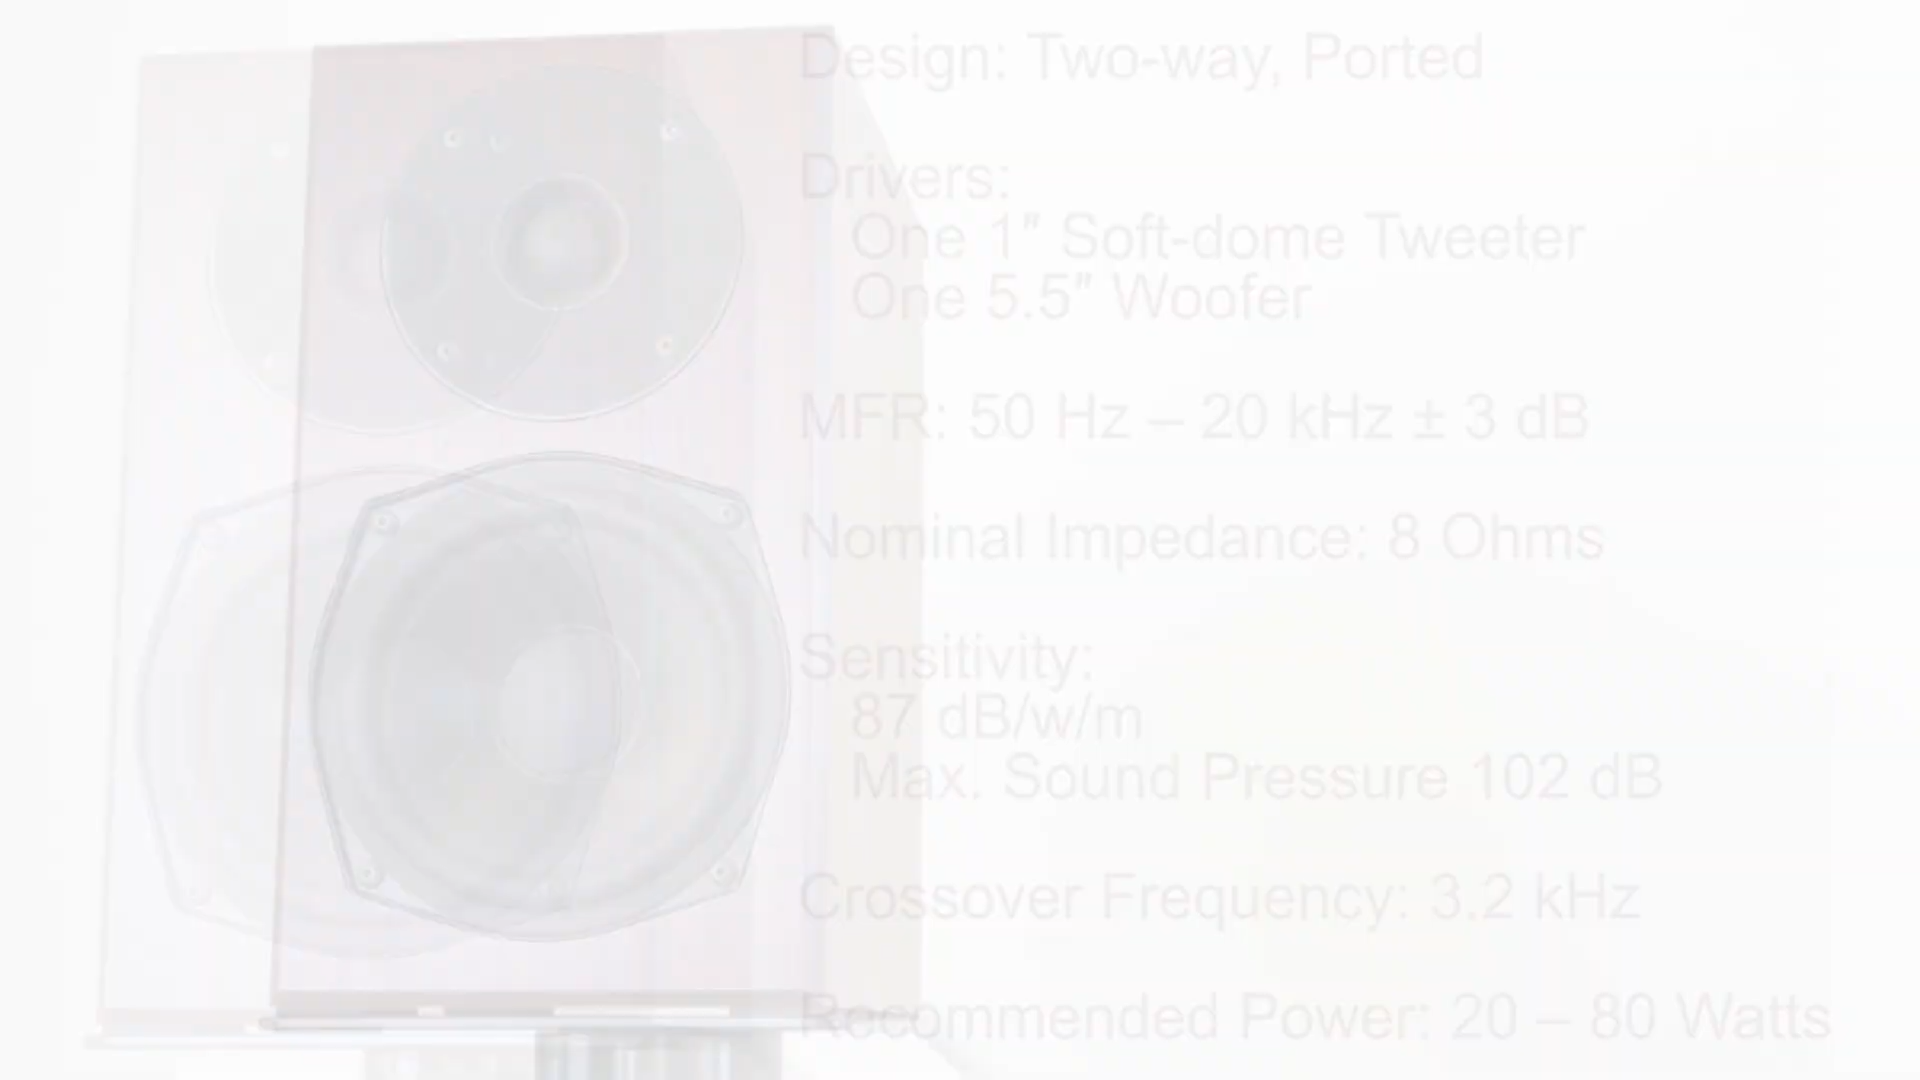 Design: Two-way, Ported
Drivers:
One 1" Soft-dome Tweeter
One 5.5" Woofer
MFR: 50 Hz – 20 kHz ± 3 dB
Nominal Impedance: 8 Ohms
Sensitivity:
87 dB/w/m
Max. Sound Pressure 102 dB
Crossover Frequency: 3.2 kHz
Recommended Power: 20 – 80 Watts